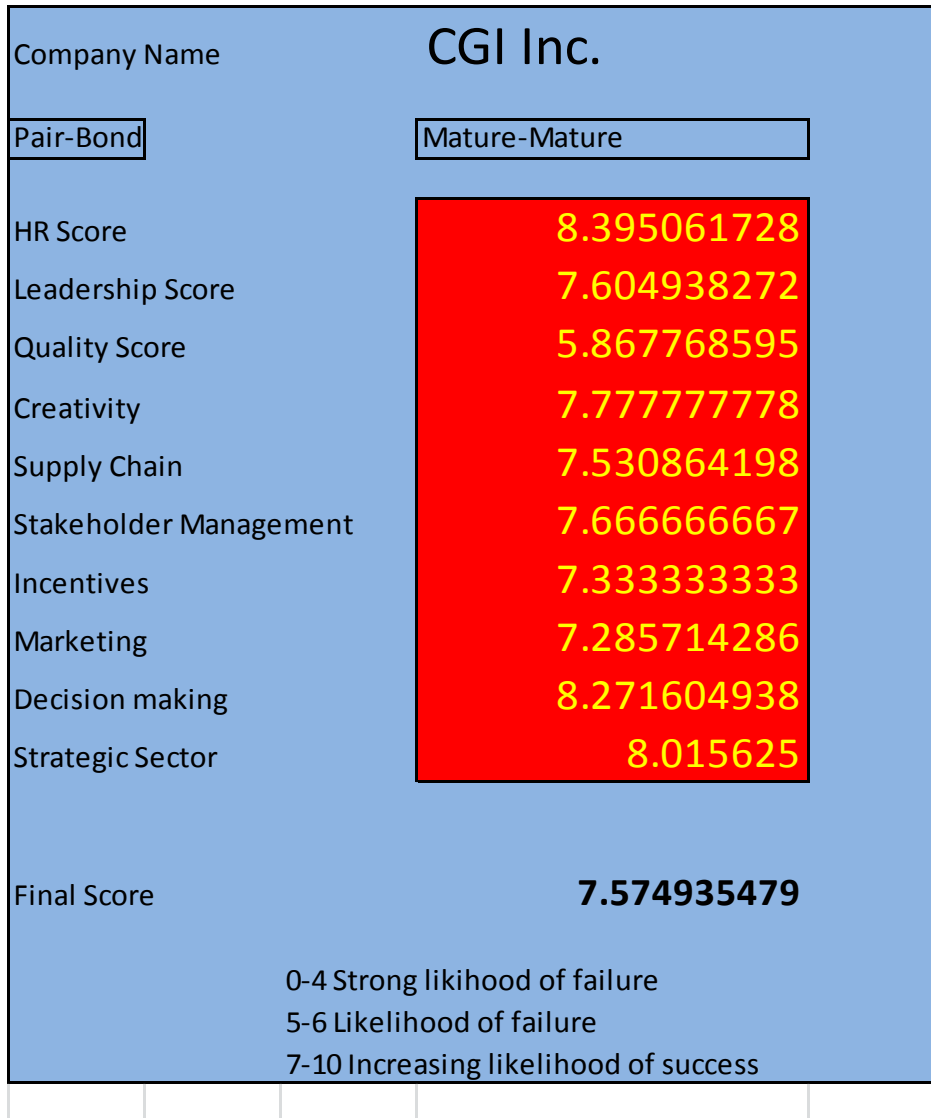 Company Name CGI Inc.
Pair-Bond Mature-Mature
HR Score 8.395061728
Leadership Score 7.604938272
Quality Score 5.867768595
Creativity 7.777777778
Supply Chain 7.530864198
Stakeholder Management 7.666666667
Incentives 7.333333333
Marketing 7.285714286
Decision making 8.271604938
Strategic Sector 8.015625
Final Score 7.574935479
0-4 Strong likihood of failure
5-6 Likelihood of failure
7-10 Increasing likelihood of success